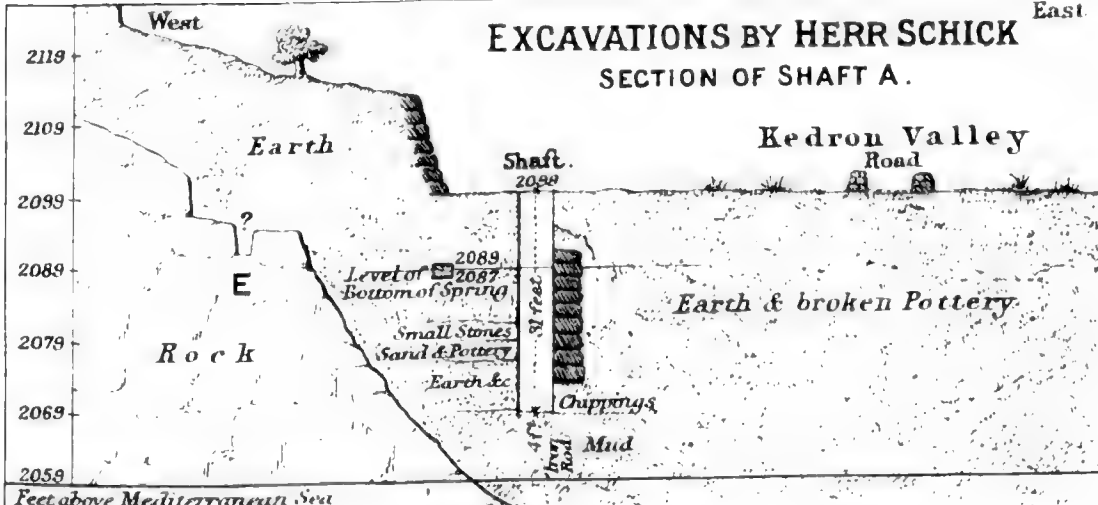 West
East
EXCAVATIONS BY HERR SCHICK
SECTION OF SHAFT A.
2119
2109
2099
2089
2079
2069
2059
Earth
Kedron Valley
Road
Shaft.
2099
?
E
Rock
2089
Level of
2087
Bottom of Spring
31 feet
Earth & broken Pottery
Small Stones
Sand & Pottery
Earth &c
Chippings
Iron Rod
Mud
Feet above Mediterranean Sea